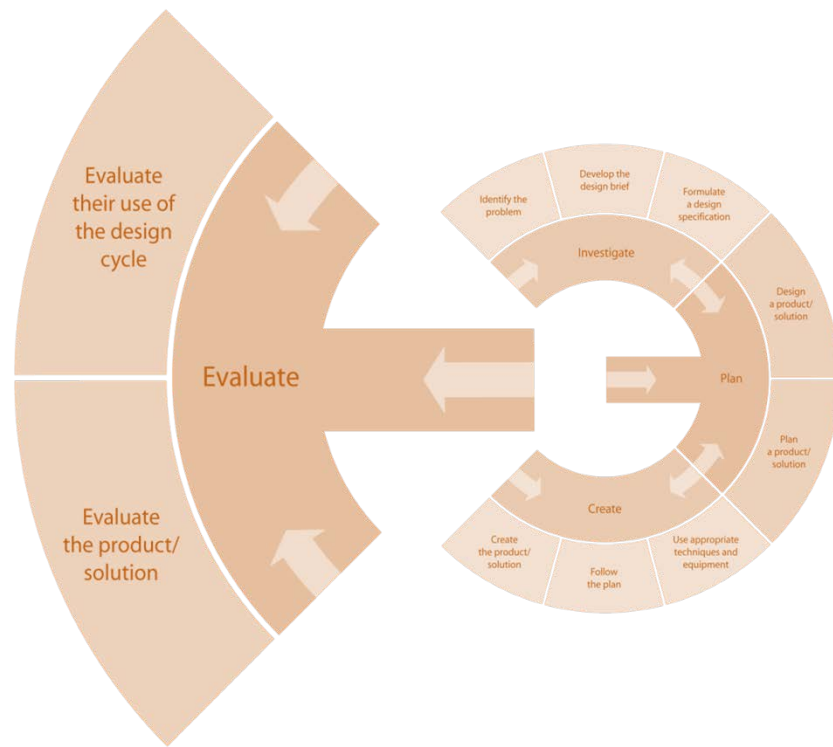 Evaluate
their use of
the design
cycle
Evaluate
Evaluate
the product/
solution
Identify the
problem
Develop the
design brief
Formulate
a design
specification
Investigate
Design
a product/
solution
Plan
Plan
a product/
solution
Create
Create
the product/
solution
Follow
the plan
Use appropriate
techniques and
equipment